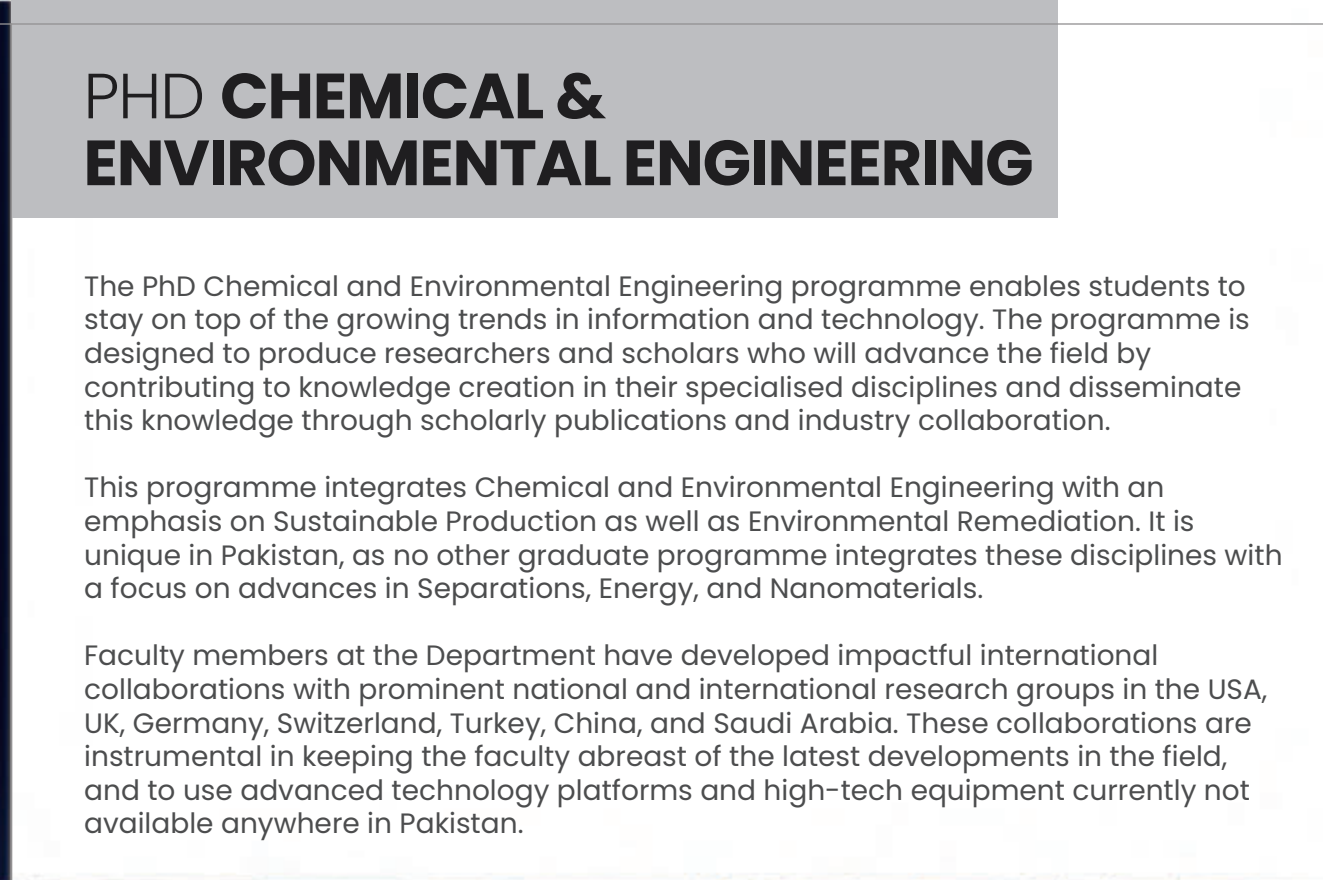 PHD CHEMICAL &
ENVIRONMENTAL ENGINEERING
The PhD Chemical and Environmental Engineering programme enables students to
stay on top of the growing trends in information and technology. The programme is
designed to produce researchers and scholars who will advance the field by
contributing to knowledge creation in their specialised disciplines and disseminate
this knowledge through scholarly publications and industry collaboration.
This programme integrates Chemical and Environmental Engineering with an
emphasis on Sustainable Production as well as Environmental Remediation. It is
unique in Pakistan, as no other graduate programme integrates these disciplines with
a focus on advances in Separations, Energy, and Nanomaterials.
Faculty members at the Department have developed impactful international
collaborations with prominent national and international research groups in the USA,
UK, Germany, Switzerland, Turkey, China, and Saudi Arabia. These collaborations are
instrumental in keeping the faculty abreast of the latest developments in the field,
and to use advanced technology platforms and high-tech equipment currently not
available anywhere in Pakistan.